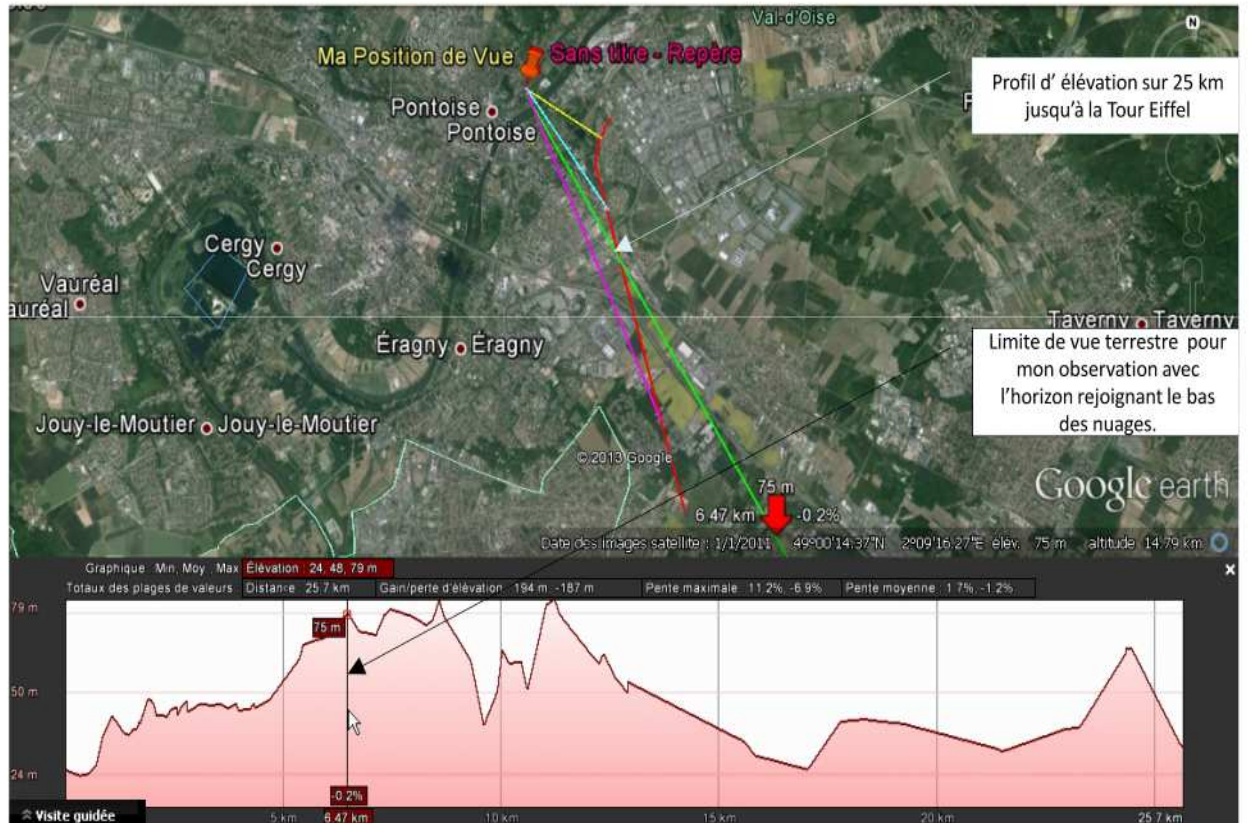 Val-d'Oise
N
Ma Position de Vue
Sans titre - Repère
Profil d' élévation sur 25 km
jusqu'à la Tour Eiffel
Pontoise
Pontoise
Cergy
Cergy
Vauréal
auréal
Taverny Taverny
Éragny Éragny
Limite de vue terrestre pour
mon observation avec
l'horizon rejoignant le bas
des nuages.
Jouy-le-Moutier Jouy-le-Moutier
© 2013 Google
Google earth
75 m
6.47 km -0.2%
Date des images satellite : 1/1/2011 49°00'14.37"N 2°09'16.27"E élév. 75 m altitude 14.79 km
Graphique : Min, Moy., Max Élévation : 24, 48, 79 m
Totaux des plages de valeurs : Distance : 25.7 km Gain/perte d'élévation : 194 m -187 m Pente maximale : 11.2%, -6.9% Pente moyenne : 1.7%, -1.2%
79 m
75 m
50 m
24 m
-0.2%
Visite guidée
5 km 6.47 km 10 km 15 km 20 km 25.7 km